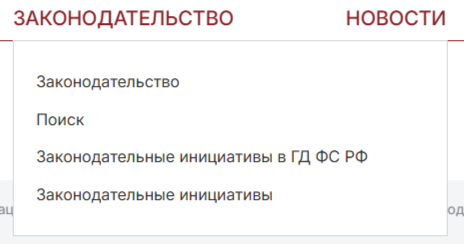 ЗАКОНОДАТЕЛЬСТВО НОВОСТИ
Законодательство
Поиск
Законодательные инициативы в ГД ФС РФ
Законодательные инициативы